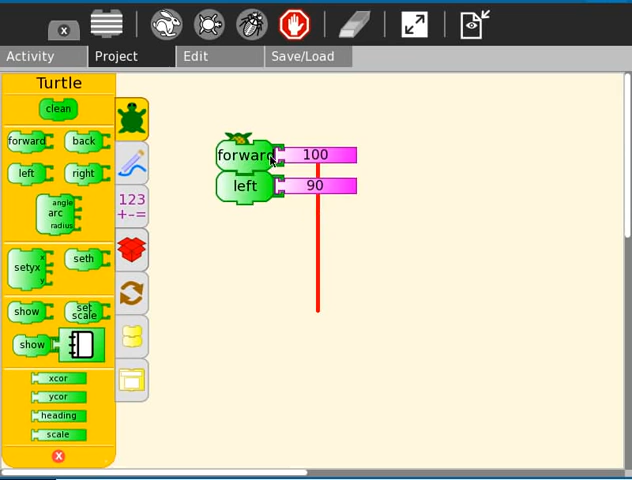 x
Activity Project Edit Save/Load
Turtle
clean
forward back
left right
angle
arc
radius
x
setyx
y
seth
show set
scale
show
xcor
ycor
heading
scale
x
123
+-=
forward 100
left 90